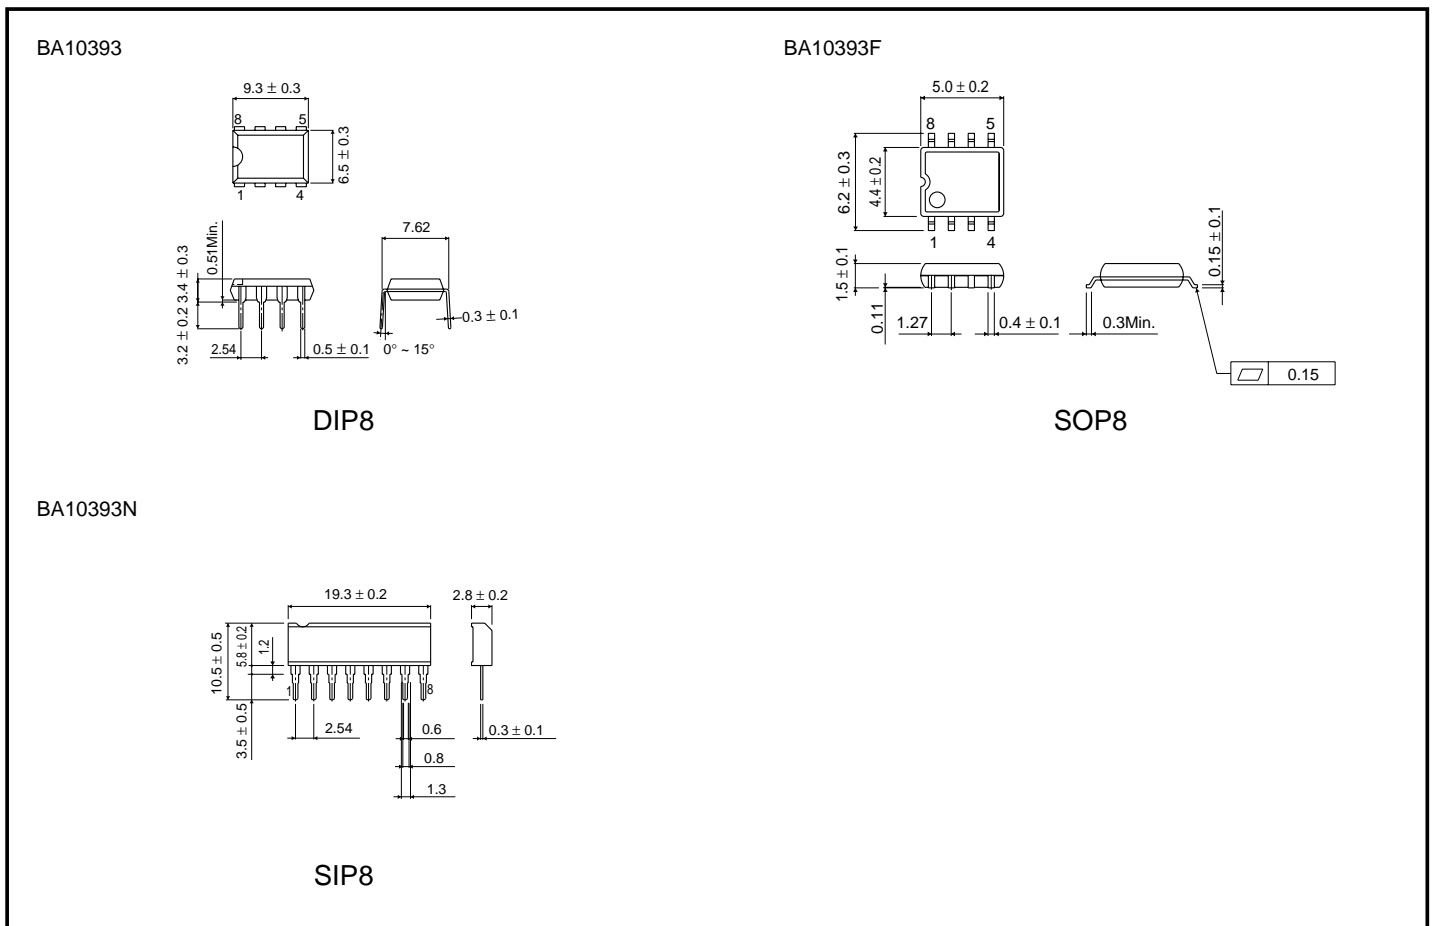 BA10393
9.3 ± 0.3
8 5
6.5 ± 0.3
1 4
0.51Min.
3.2 ± 0.2 3.4 ± 0.3
7.62
0.3 ± 0.1
2.54
0.5 ± 0.1
0° ~ 15°
DIP8
BA10393F
5.0 ± 0.2
8 5
6.2 ± 0.3
4.4 ± 0.2
1 4
1.5 ± 0.1
0.11
1.27
0.4 ± 0.1
0.3Min.
0.15 ± 0.1
0.15
SOP8
BA10393N
19.3 ± 0.2
2.8 ± 0.2
10.5 ± 0.5
5.8 ± 0.2
1.2
1 8
3.5 ± 0.5
2.54
0.6
0.3 ± 0.1
0.8
1.3
SIP8